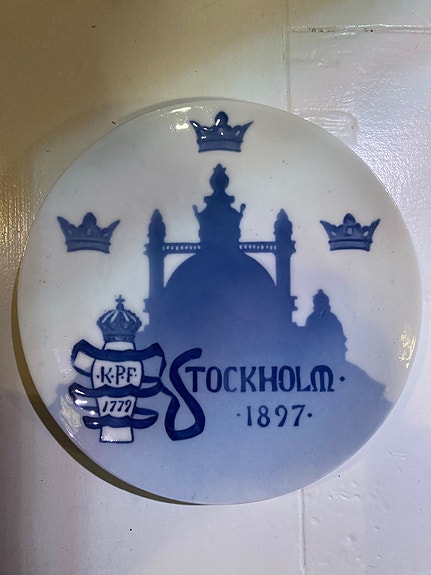 ·K·P.F.
1779
STOCKHOLM·
·1897·